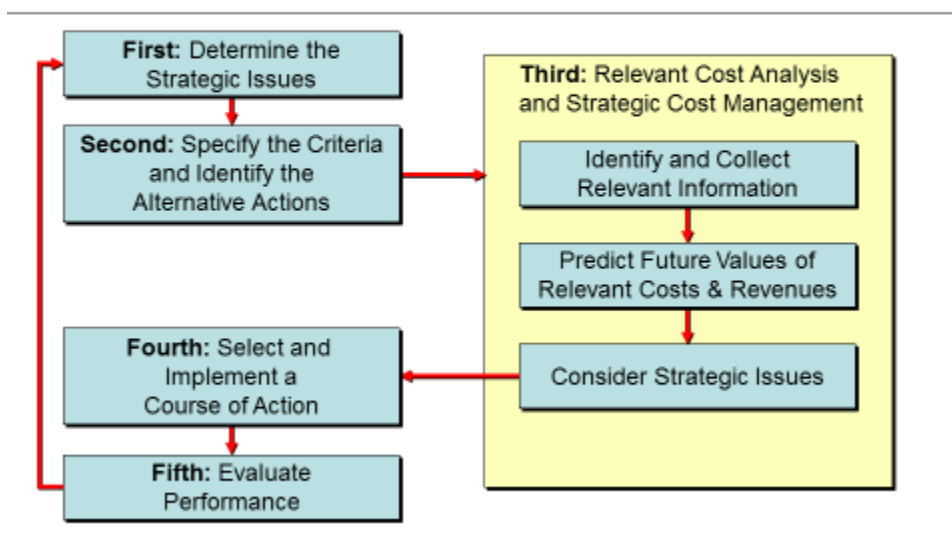 First: Determine the
Strategic Issues
Second: Specify the Criteria
and Identify the
Alternative Actions
Third: Relevant Cost Analysis
and Strategic Cost Management
Identify and Collect
Relevant Information
Predict Future Values of
Relevant Costs & Revenues
Consider Strategic Issues
Fourth: Select and
Implement a
Course of Action
Fifth: Evaluate
Performance